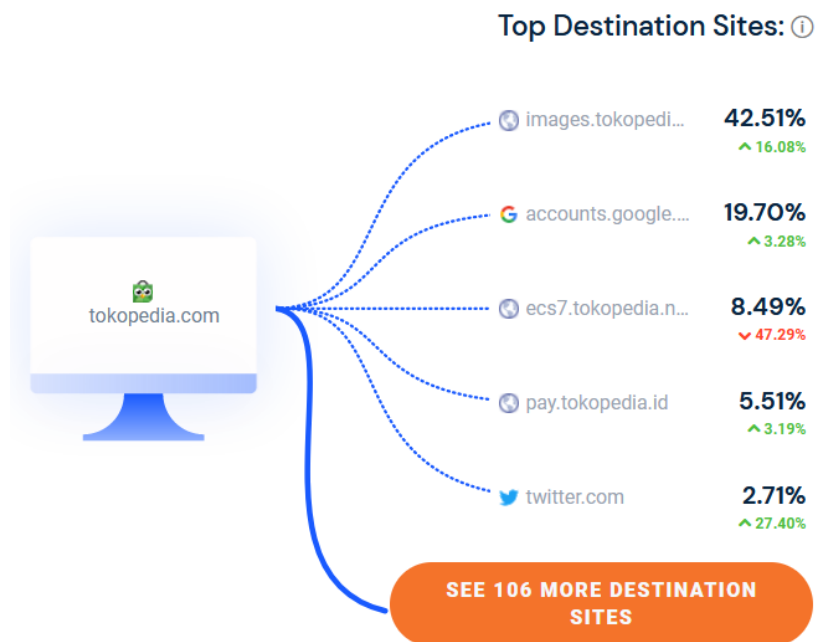 Top Destination Sites:
images.tokopedi... 42.51%
16.08%
accounts.google.... 19.70%
3.28%
ecs7.tokopedia.n... 8.49%
47.29%
tokopedia.com
pay.tokopedia.id 5.51%
3.19%
twitter.com 2.71%
27.40%
SEE 106 MORE DESTINATION
SITES